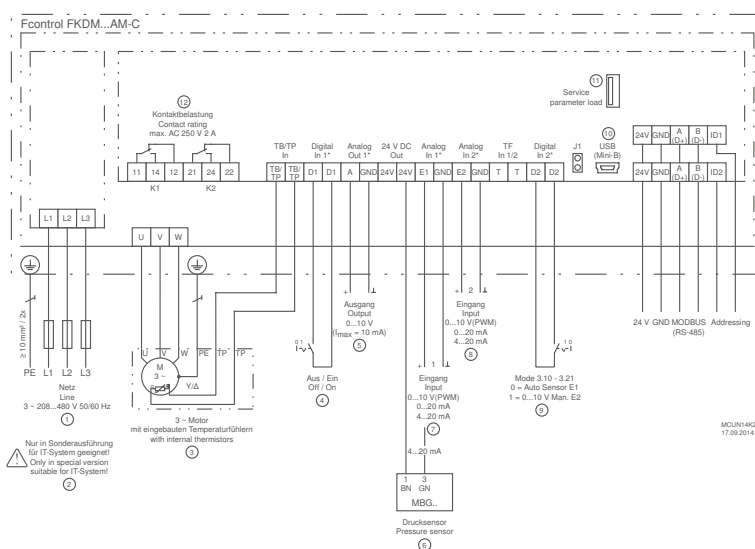 Fcontrol FKDM...AM-C
11
Service
parameter load
12
Kontaktbelastung
Contact rating
max. AC 250 V 2 A
10
TB/TP
In
Digital
In 1*
Analog
Out 1*
24 V DC
Out
Analog
In 1*
Analog
In 2*
TF
In 1/2
Digital
In 2*
J1
USB
(Mini-B)
24V GND A (D+) B (D-) ID1
11 14 12 21 24 22
TB/TP TB/TP D1 D1 A GND 24V 24V E1 GND E2 GND T T D2 D2
24V GND A (D+) B (D-) ID2
K1 K2
L1 L2 L3
U V W
≥ 10 mm² / 2x
PE L1 L2 L3
Netz
Line
3 ~ 208...480 V 50/60 Hz
1
Nur in Sonderausführung
für IT-System geeignet!
Only in special version
suitable for IT-System!
2
U V W PE TP TP
M
3 ~
Y/Δ
3 ~ Motor
mit eingebauten Temperaturfühlern
with internal thermistors
3
0 1
Aus / Ein
Off / On
4
+ ⊥
Ausgang
Output
0...10 V
(Imax = 10 mA)
5
+ 1 ⊥
Eingang
Input
0...10 V(PWM)
0...20 mA
4...20 mA
7
4...20 mA
1 3
BN GN
MBG..
Drucksensor
Pressure sensor
6
+ 2 ⊥
Eingang
Input
0...10 V(PWM)
0...20 mA
4...20 mA
8
1 0
Mode 3.10 - 3.21
0 = Auto Sensor E1
1 = 0...10 V Man. E2
9
24 V GND MODBUS Addressing
(RS-485)
17.09.2014